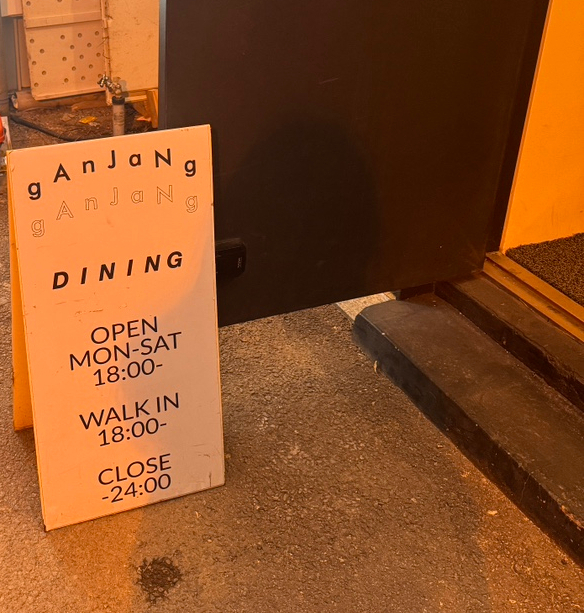 gAnJaNg
gAnJaNg
DINING
OPEN
MON-SAT
18:00-
WALK IN
18:00-
CLOSE
-24:00